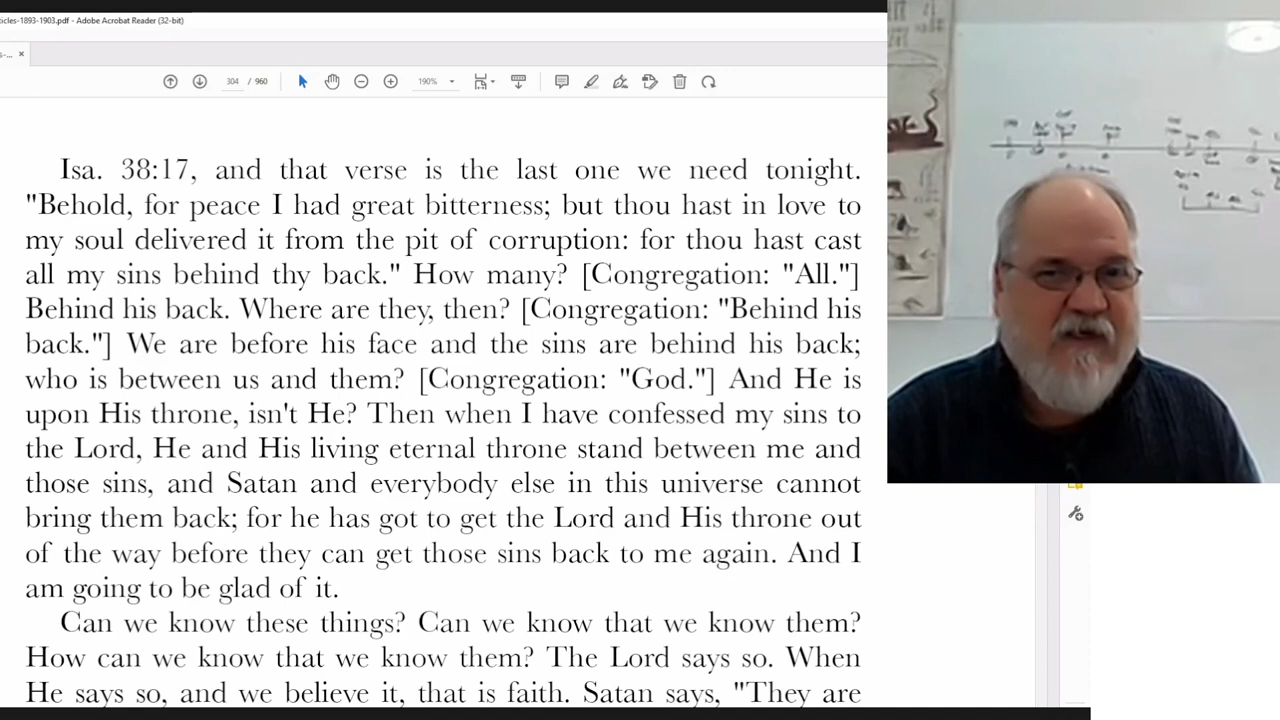 icles-1893-1903.pdf - Adobe Acrobat Reader (32-bit)
s-... ×
304 / 960 190%
Isa. 38:17, and that verse is the last one we need tonight.
"Behold, for peace I had great bitterness; but thou hast in love to
my soul delivered it from the pit of corruption: for thou hast cast
all my sins behind thy back." How many? [Congregation: "All."]
Behind his back. Where are they, then? [Congregation: "Behind his
back."] We are before his face and the sins are behind his back;
who is between us and them? [Congregation: "God."] And He is
upon His throne, isn't He? Then when I have confessed my sins to
the Lord, He and His living eternal throne stand between me and
those sins, and Satan and everybody else in this universe cannot
bring them back; for he has got to get the Lord and His throne out
of the way before they can get those sins back to me again. And I
am going to be glad of it.
Can we know these things? Can we know that we know them?
How can we know that we know them? The Lord says so. When
He says so, and we believe it, that is faith. Satan says, "They are